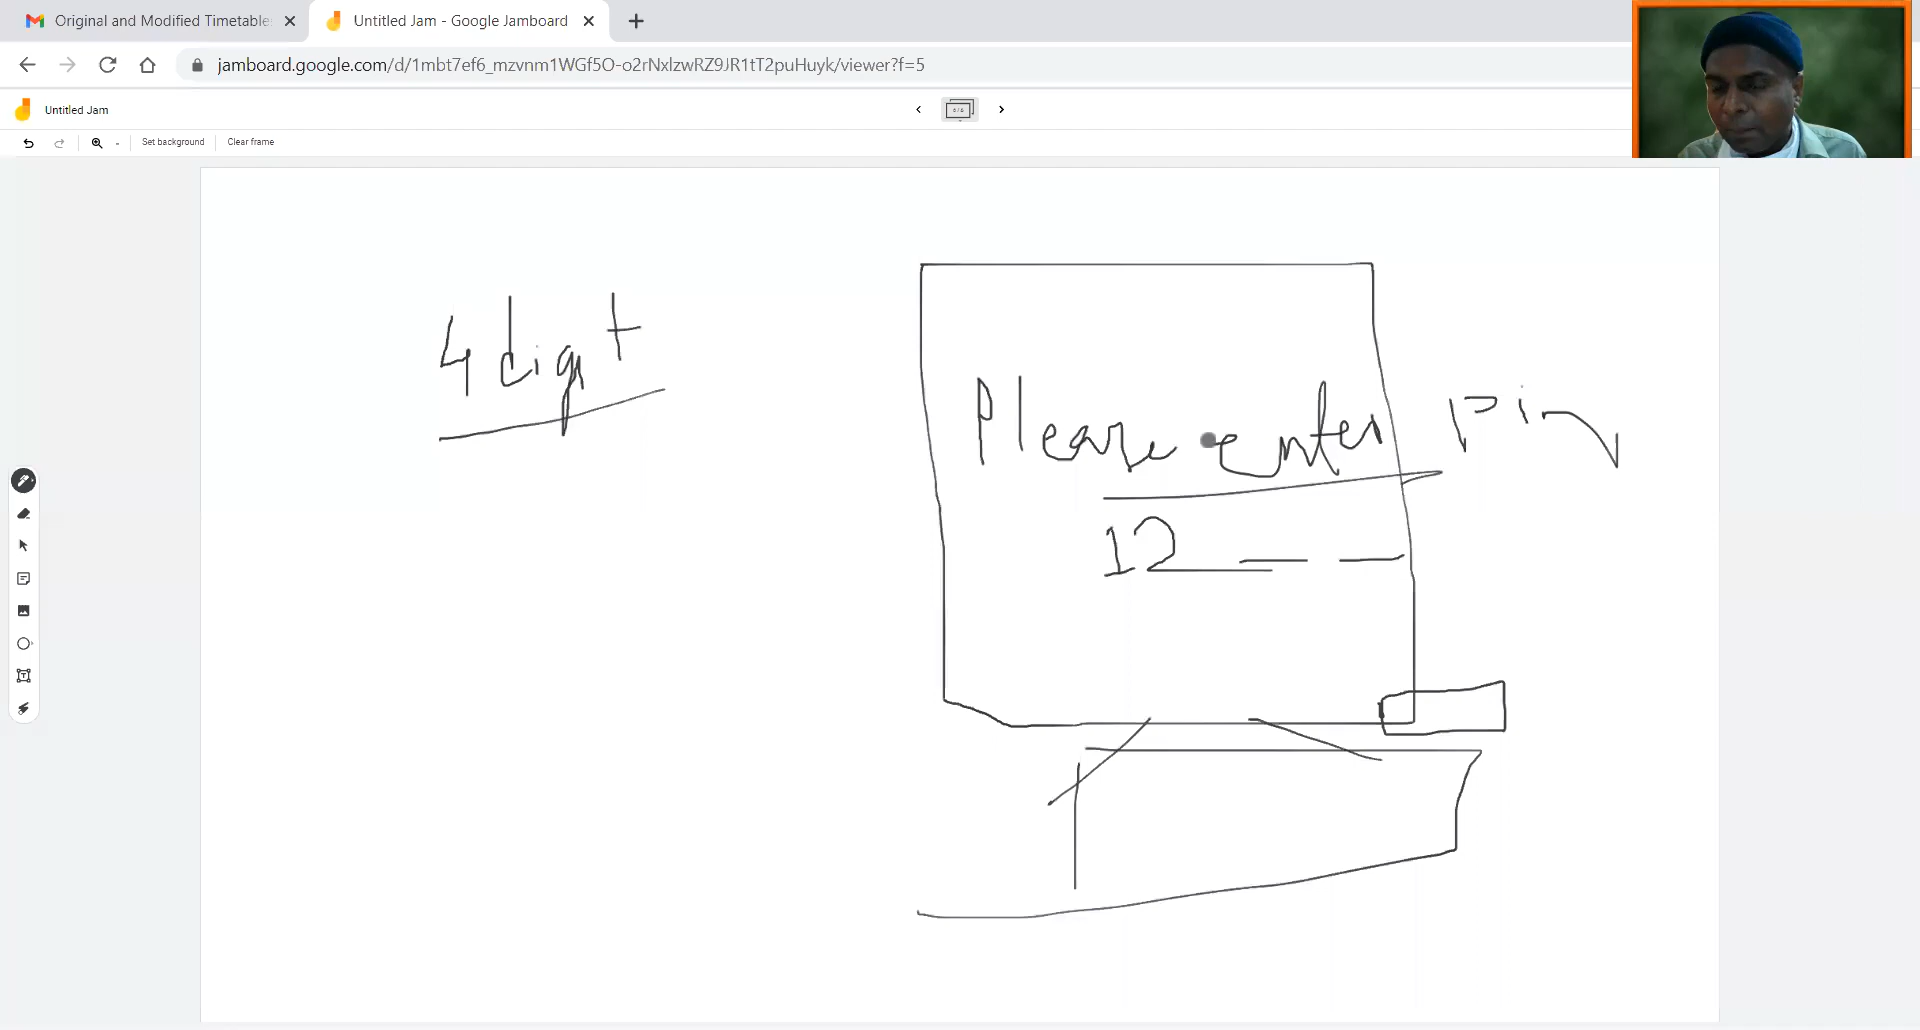 Original and Modified Timetable
Untitled Jam - Google Jamboard
jamboard.google.com/d/1mbt7ef6_mzvnm1WGf5O-o2rNxlzwRZ9JR1tT2puHuyk/viewer?f=5
Untitled Jam
Set background
Clear frame
4 digit
Please enter Pin
12 _ _